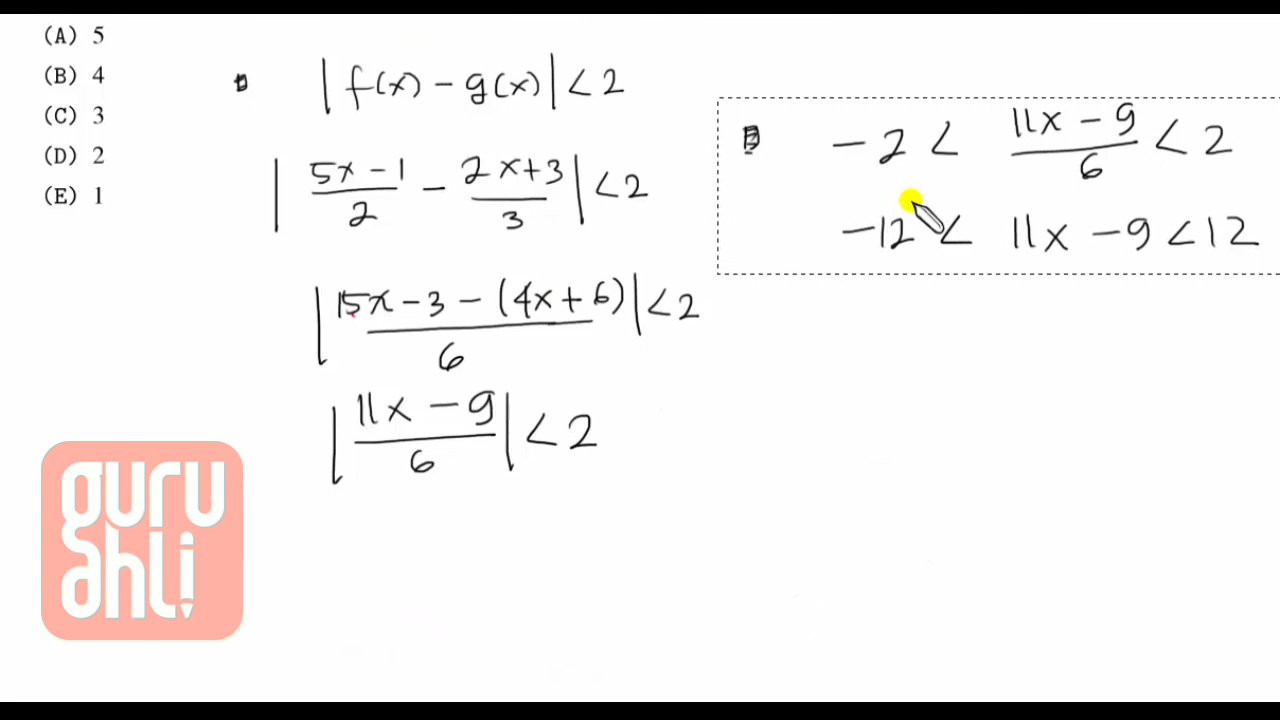 (A) 5
(B) 4
(C) 3
(D) 2
(E) 1
|f(x) - g(x)| < 2
|(5x - 1)/2 - (2x + 3)/3| < 2
|(15x - 3 - (4x + 6))/6| < 2
|(11x - 9)/6| < 2
-2 < (11x - 9)/6 < 2
-12 < 11x - 9 < 12
guru
ahli